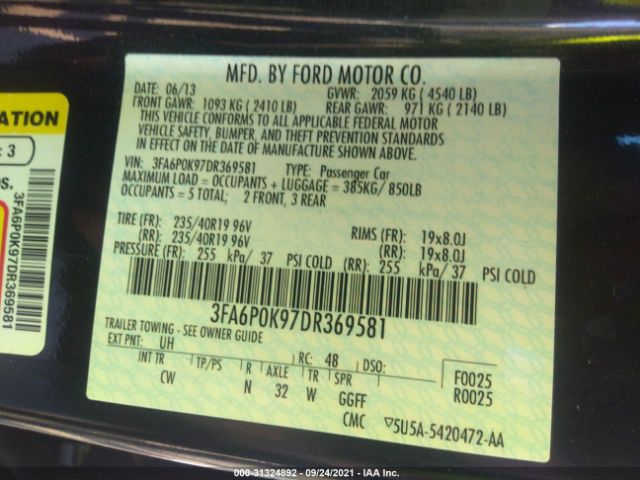 MFD. BY FORD MOTOR CO.
DATE: 06/13 GVWR: 2059 KG ( 4540 LB)
FRONT GAWR: 1093 KG ( 2410 LB) REAR GAWR: 971 KG ( 2140 LB)
THIS VEHICLE CONFORMS TO ALL APPLICABLE FEDERAL MOTOR
VEHICLE SAFETY, BUMPER, AND THEFT PREVENTION STANDARDS
IN EFFECT ON THE DATE OF MANUFACTURE SHOWN ABOVE.
VIN: 3FA6P0K97DR369581 TYPE: Passenger Car
MAXIMUM LOAD = OCCUPANTS + LUGGAGE = 385KG/ 850LB
OCCUPANTS = 5 TOTAL; 2 FRONT, 3 REAR
TIRE (FR): 235/40R19 96V RIMS (FR): 19x8.0J
(RR): 235/40R19 96V (RR): 19x8.0J
PRESSURE (FR): 255 kPa/ 37 PSI COLD (RR): 255 kPa/ 37 PSI COLD
3FA6P0K97DR369581
TRAILER TOWING - SEE OWNER GUIDE
EXT PNT: UH RC: 48 DSO:
INT TR TP/PS R AXLE TR SPR F0025
CW N 32 W GGFF R0025
CMC ▽5U5A-5420472-AA
ATION
: 3
OS.
3FA6P0K97DR369581
000-31324892 - 09/24/2021 - IAA Inc.